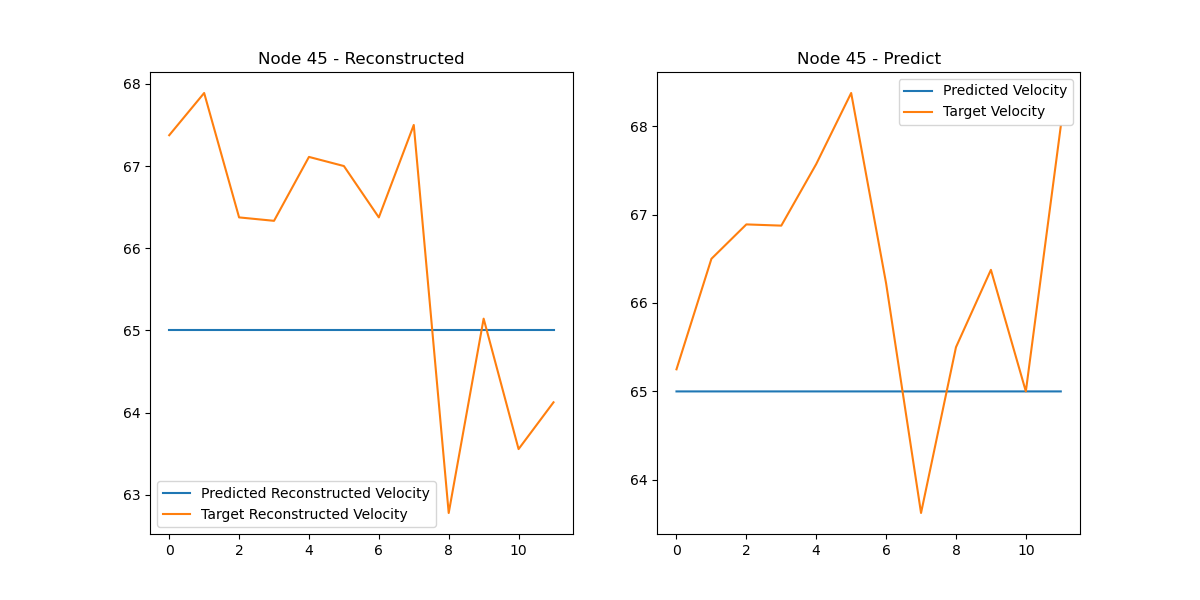 Node 45 - Reconstructed
68
67
66
65
64
63
0 2 4 6 8 10
Predicted Reconstructed Velocity
Target Reconstructed Velocity
Node 45 - Predict
68
67
66
65
64
0 2 4 6 8 10
Predicted Velocity
Target Velocity